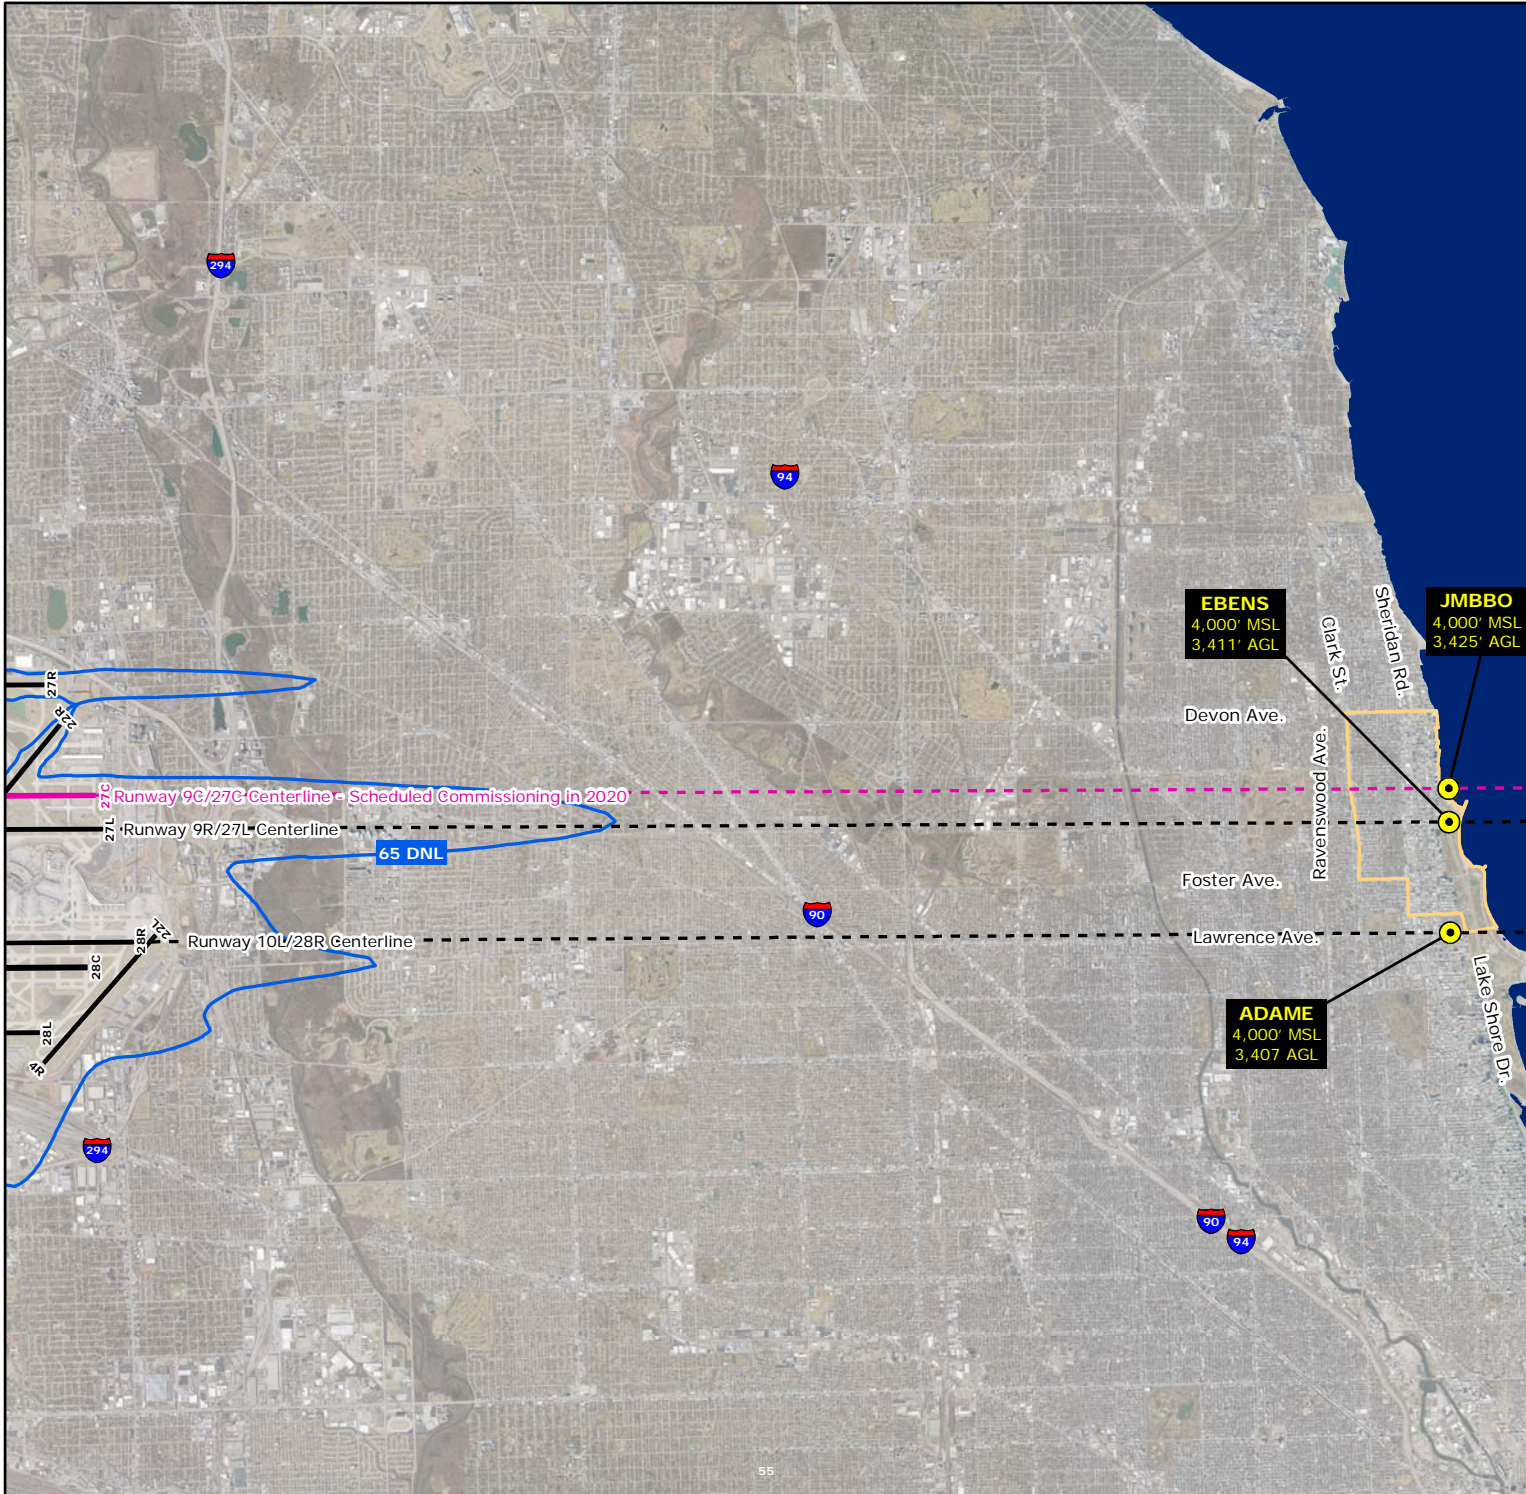 294
94
EBENS
4,000' MSL
3,411' AGL
JMBBO
4,000' MSL
3,425' AGL
Clark St.
Sheridan Rd.
27R
22R
Devon Ave.
Ravenswood Ave.
27C
Runway 9C/27C Centerline - Scheduled Commissioning in 2020
27L
Runway 9R/27L Centerline
65 DNL
Foster Ave.
90
22L
28R
Runway 10L/28R Centerline
Lawrence Ave.
28C
Lake Shore Dr.
28L
4R
ADAME
4,000' MSL
3,407 AGL
294
90
94
55